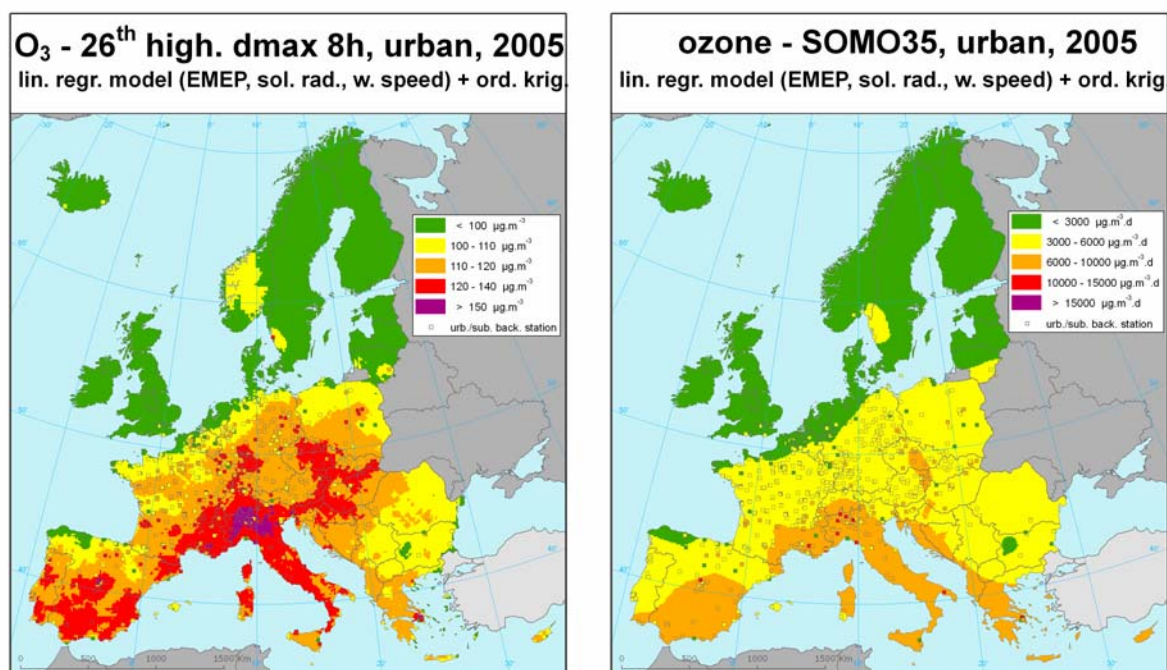 O₃ - 26ᵗʰ high. dmax 8h, urban, 2005
lin. regr. model (EMEP, sol. rad., w. speed) + ord. krig.
< 100 µg.m⁻³
100 - 110 µg.m⁻³
110 - 120 µg.m⁻³
120 - 140 µg.m⁻³
> 150 µg.m⁻³
urb./sub. back. station
0
500
1000
1500 Km
ozone - SOMO35, urban, 2005
lin. regr. model (EMEP, sol. rad., w. speed) + ord. krig.
< 3000 µg.m⁻³.d
3000 - 6000 µg.m⁻³.d
6000 - 10000 µg.m⁻³.d
10000 - 15000 µg.m⁻³.d
> 15000 µg.m⁻³.d
urb./sub. back. station
0
500
1000
1500 Km